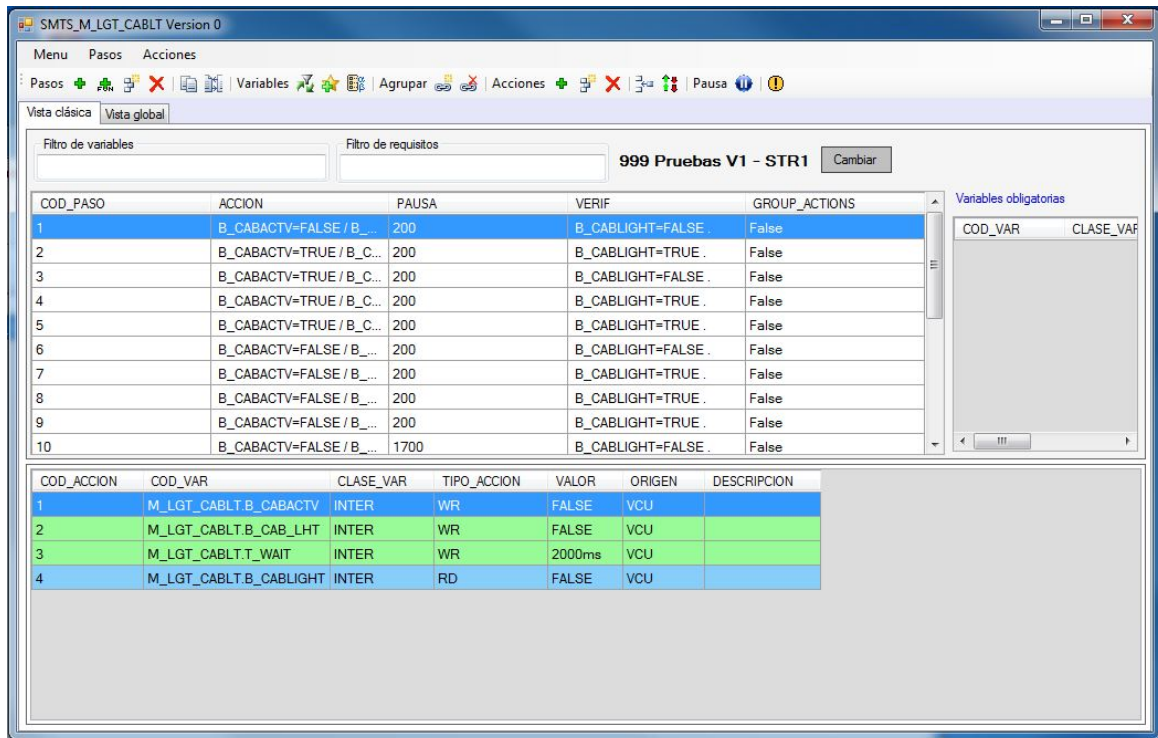 SMTS_M_LGT_CABLT Version 0
Menu Pasos Acciones
Pasos FUN Variables Agrupar Acciones Pausa
Vista clásica Vista global
Filtro de variables Filtro de requisitos
999 Pruebas V1 - STR1 Cambiar
COD_PASO ACCION PAUSA VERIF GROUP_ACTIONS
1 B_CABACTV=FALSE / B_... 200 B_CABLIGHT=FALSE . False
2 B_CABACTV=TRUE / B_C... 200 B_CABLIGHT=TRUE . False
3 B_CABACTV=TRUE / B_C... 200 B_CABLIGHT=FALSE . False
4 B_CABACTV=TRUE / B_C... 200 B_CABLIGHT=TRUE . False
5 B_CABACTV=TRUE / B_C... 200 B_CABLIGHT=TRUE . False
6 B_CABACTV=FALSE / B_... 200 B_CABLIGHT=FALSE . False
7 B_CABACTV=FALSE / B_... 200 B_CABLIGHT=TRUE . False
8 B_CABACTV=FALSE / B_... 200 B_CABLIGHT=TRUE . False
9 B_CABACTV=FALSE / B_... 200 B_CABLIGHT=TRUE . False
10 B_CABACTV=FALSE / B_... 1700 B_CABLIGHT=FALSE . False
Variables obligatorias
COD_VAR CLASE_VAR
COD_ACCION COD_VAR CLASE_VAR TIPO_ACCION VALOR ORIGEN DESCRIPCION
1 M_LGT_CABLT.B_CABACTV INTER WR FALSE VCU
2 M_LGT_CABLT.B_CAB_LHT INTER WR FALSE VCU
3 M_LGT_CABLT.T_WAIT INTER WR 2000ms VCU
4 M_LGT_CABLT.B_CABLIGHT INTER RD FALSE VCU